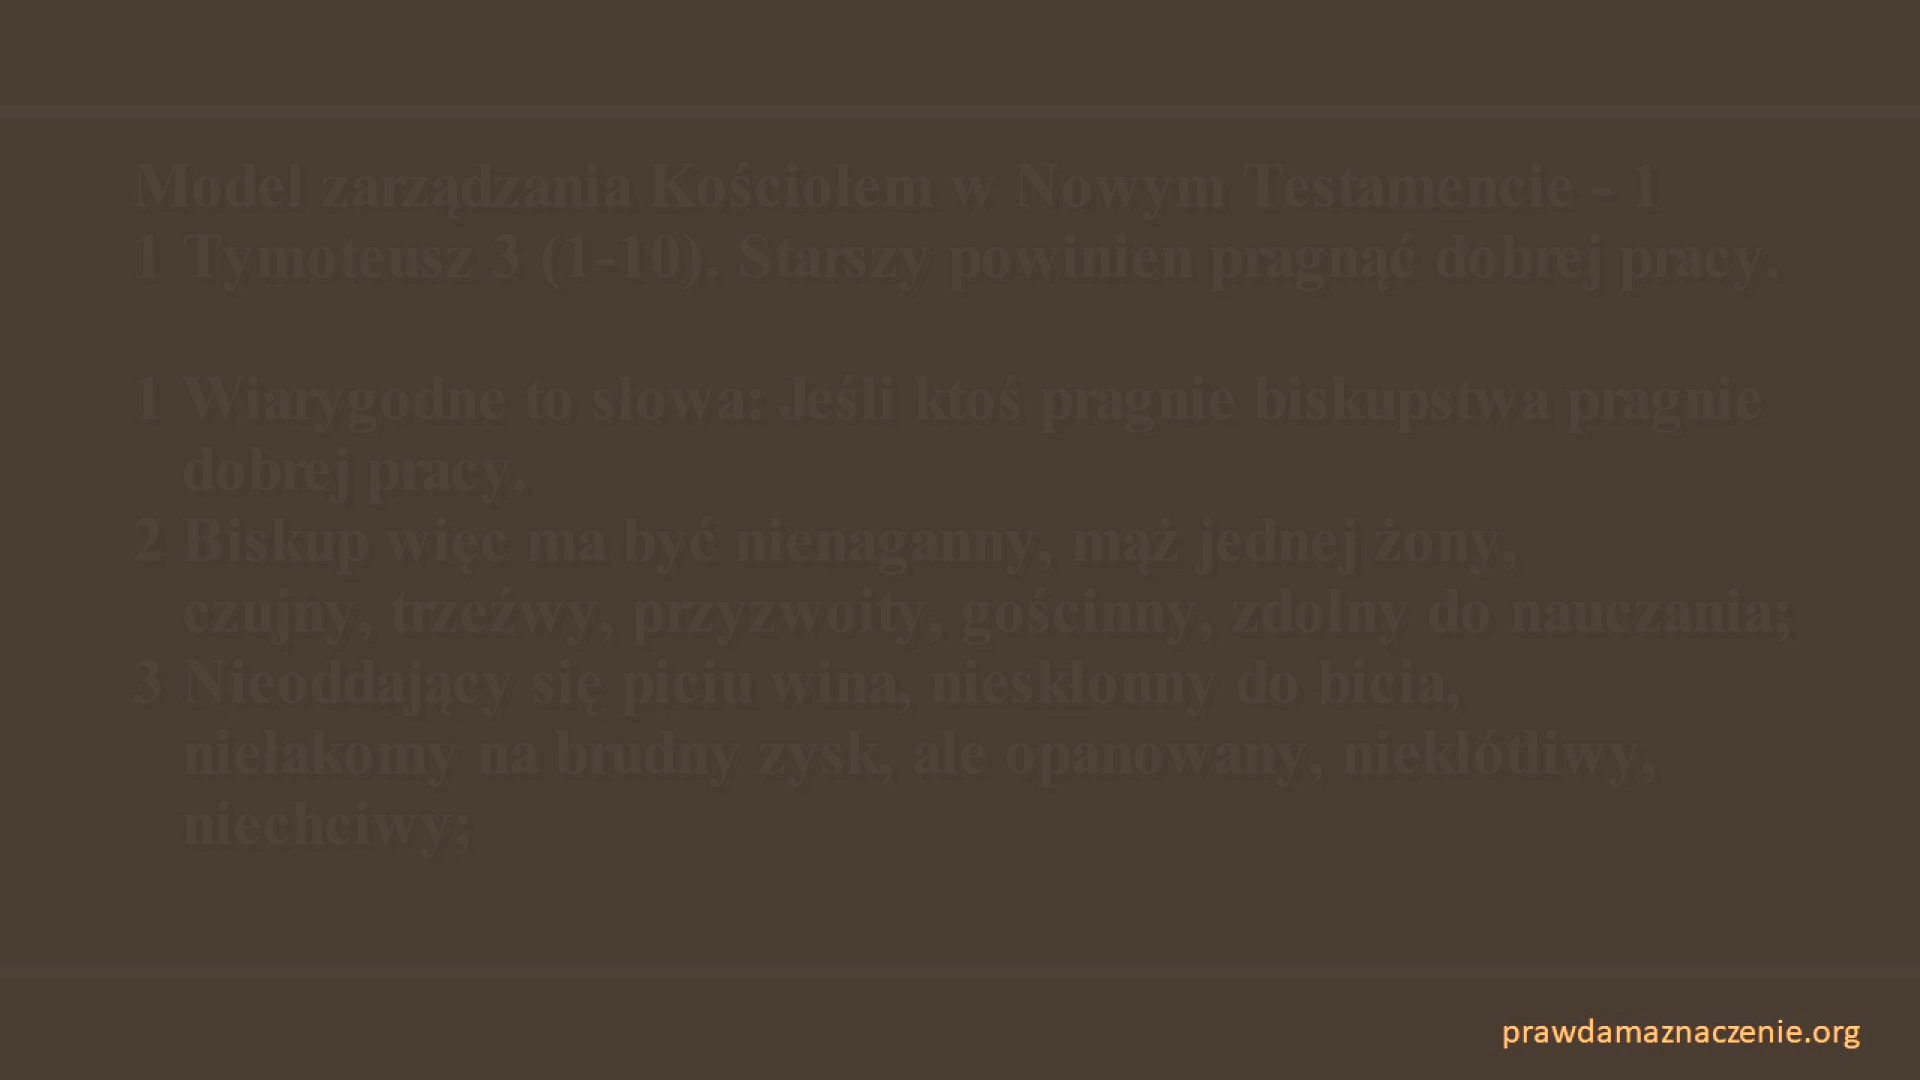 Model zarządzania Kościołem w Nowym Testamencie - 1
1 Tymoteusz 3 (1-10). Starszy powinien pragnąć dobrej pracy.
1 Wiarygodne to słowa: Jeśli ktoś pragnie biskupstwa pragnie
dobrej pracy.
2 Biskup więc ma być nienaganny, mąż jednej żony,
czujny, trzeźwy, przyzwoity, gościnny, zdolny do nauczania;
3 Nieoddający się piciu wina, nieskłonny do bicia,
niełakomy na brudny zysk, ale opanowany, niekłótliwy,
niechciwy;
prawdamaznaczenie.org